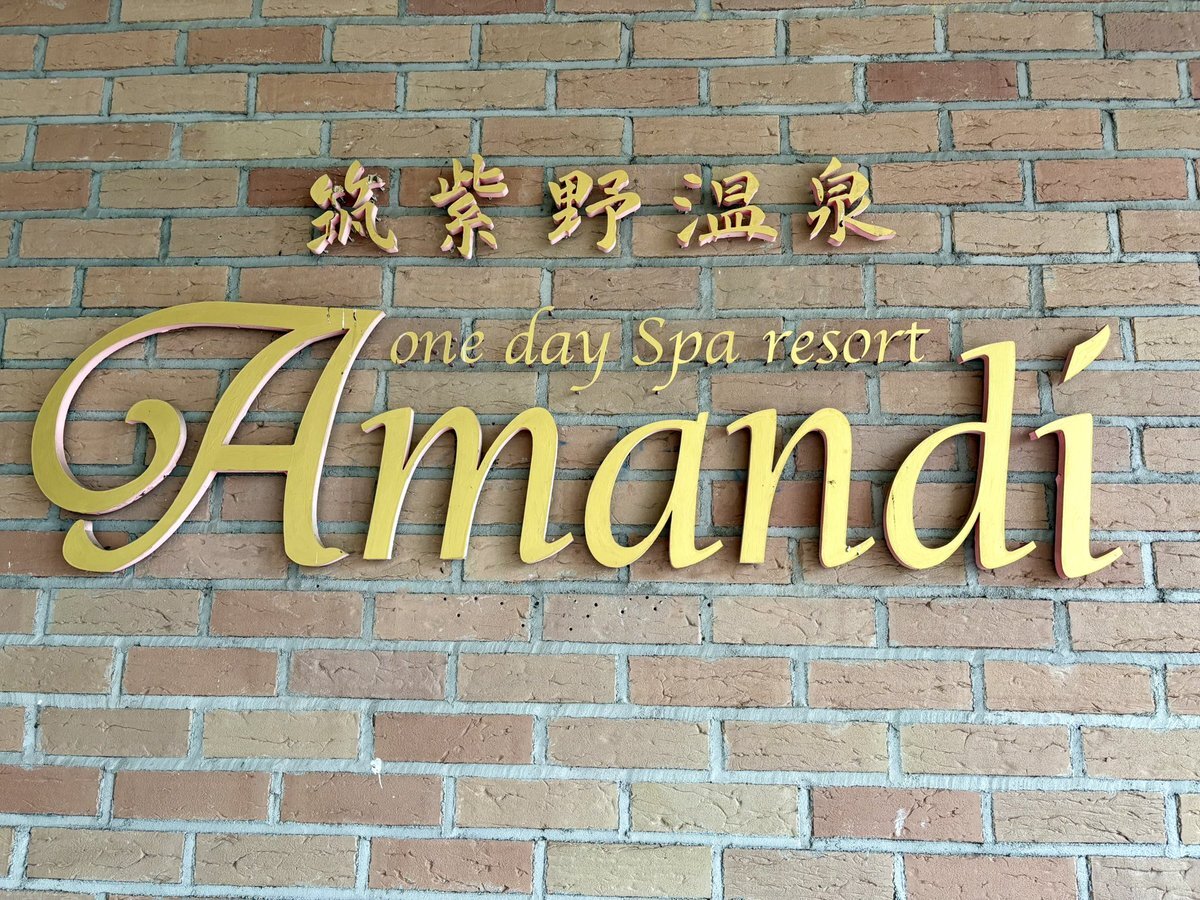 筑紫野温泉
one day Spa resort
Amandí